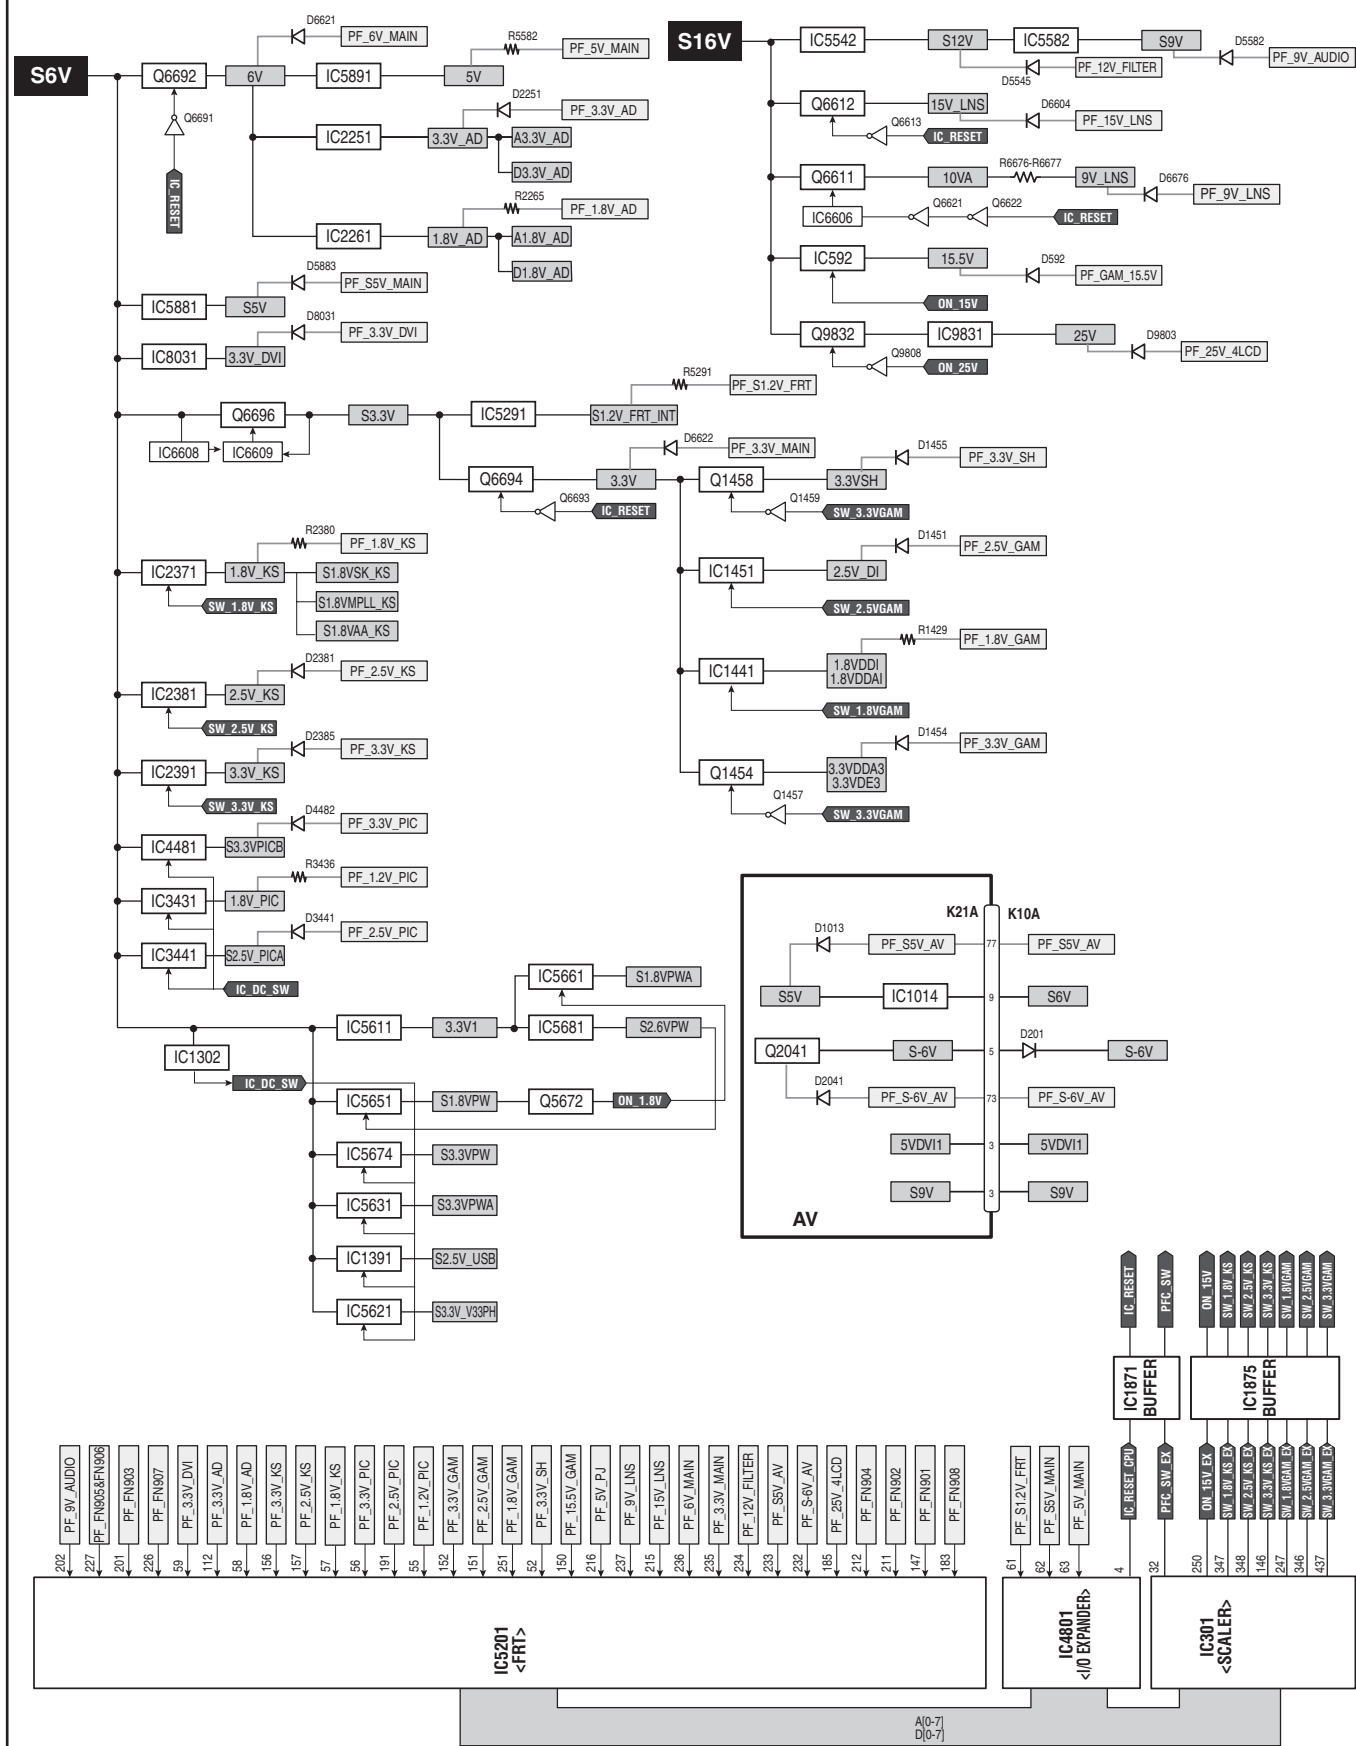 S6V
Q6692
6V
D6621
PF_6V_MAIN
IC5891
5V
R5582
PF_5V_MAIN
Q6691
IC_RESET
IC2251
3.3V_AD
D2251
PF_3.3V_AD
A3.3V_AD
D3.3V_AD
IC2261
1.8V_AD
R2265
PF_1.8V_AD
A1.8V_AD
D1.8V_AD
IC5881
S5V
D5883
PF_S5V_MAIN
IC8031
3.3V_DVI
D8031
PF_3.3V_DVI
Q6696
IC6608
IC6609
S3.3V
IC5291
S1.2V_FRT_INT
R5291
PF_S1.2V_FRT
Q6694
Q6693
IC_RESET
3.3V
D6622
PF_3.3V_MAIN
Q1458
3.3VSH
D1455
PF_3.3V_SH
Q1459
SW_3.3VGAM
IC1451
2.5V_DI
D1451
PF_2.5V_GAM
SW_2.5VGAM
IC1441
1.8VDDI
1.8VDDAI
R1429
PF_1.8V_GAM
SW_1.8VGAM
Q1454
3.3VDDA3
3.3VDE3
D1454
PF_3.3V_GAM
Q1457
SW_3.3VGAM
S16V
IC5542
S12V
IC5582
S9V
D5582
PF_9V_AUDIO
D5545
PF_12V_FILTER
Q6612
15V_LNS
D6604
PF_15V_LNS
Q6613
IC_RESET
Q6611
10VA
R6676-R6677
9V_LNS
D6676
PF_9V_LNS
IC6606
Q6621
Q6622
IC_RESET
IC592
15.5V
D592
PF_GAM_15.5V
ON_15V
Q9832
IC9831
25V
D9803
PF_25V_4LCD
Q9808
ON_25V
IC2371
1.8V_KS
R2380
PF_1.8V_KS
S1.8VSK_KS
S1.8VMPLL_KS
S1.8VAA_KS
SW_1.8V_KS
IC2381
2.5V_KS
D2381
PF_2.5V_KS
SW_2.5V_KS
IC2391
3.3V_KS
D2385
PF_3.3V_KS
SW_3.3V_KS
IC4481
S3.3VPICB
D4482
PF_3.3V_PIC
IC3431
1.8V_PIC
R3436
PF_1.2V_PIC
IC3441
S2.5V_PICA
D3441
PF_2.5V_PIC
IC_DC_SW
IC1302
IC_DC_SW
IC5611
3.3V1
IC5661
S1.8VPWA
IC5681
S2.6VPW
IC5651
S1.8VPW
Q5672
ON_1.8V
IC5674
S3.3VPW
IC5631
S3.3VPWA
IC1391
S2.5V_USB
IC5621
S3.3V_V33PH
K21A
K10A
D1013
PF_S5V_AV
77
PF_S5V_AV
S5V
IC1014
9
S6V
Q2041
S-6V
5
D201
S-6V
D2041
PF_S-6V_AV
73
PF_S-6V_AV
5VDVI1
3
5VDVI1
S9V
3
S9V
AV
IC_RESET
PFC_SW
ON_15V
SW_1.8V_KS
SW_2.5V_KS
SW_3.3V_KS
SW_1.8VGAM
SW_2.5VGAM
SW_3.3VGAM
IC1871
BUFFER
IC1875
BUFFER
IC_RESET_CPU
PFC_SW_EX
ON_15V_EX
SW_1.8V_KS_EX
SW_2.5V_KS_EX
SW_3.3V_KS_EX
SW_1.8VGAM_EX
SW_2.5VGAM_EX
SW_3.3VGAM_EX
PF_9V_AUDIO
PF_FN905&FN906
PF_FN903
PF_FN907
PF_3.3V_DVI
PF_3.3V_AD
PF_1.8V_AD
PF_3.3V_KS
PF_2.5V_KS
PF_1.8V_KS
PF_3.3V_PIC
PF_2.5V_PIC
PF_1.2V_PIC
PF_3.3V_GAM
PF_2.5V_GAM
PF_1.8V_GAM
PF_3.3V_SH
PF_15.5V_GAM
PF_5V_PJ
PF_9V_LNS
PF_15V_LNS
PF_6V_MAIN
PF_3.3V_MAIN
PF_12V_FILTER
PF_S5V_AV
PF_S-6V_AV
PF_25V_4LCD
PF_FN904
PF_FN902
PF_FN901
PF_FN908
PF_S1.2V_FRT
PF_S5V_MAIN
PF_5V_MAIN
202
227
201
226
59
112
58
156
157
57
56
191
55
152
151
251
52
150
216
237
215
236
235
234
233
232
185
212
211
147
183
61
62
63
4
32
250
347
348
146
247
346
437
IC5201
<FRT>
IC4801
<I/O EXPANDER>
IC301
<SCALER>
A[0-7]
D[0-7]